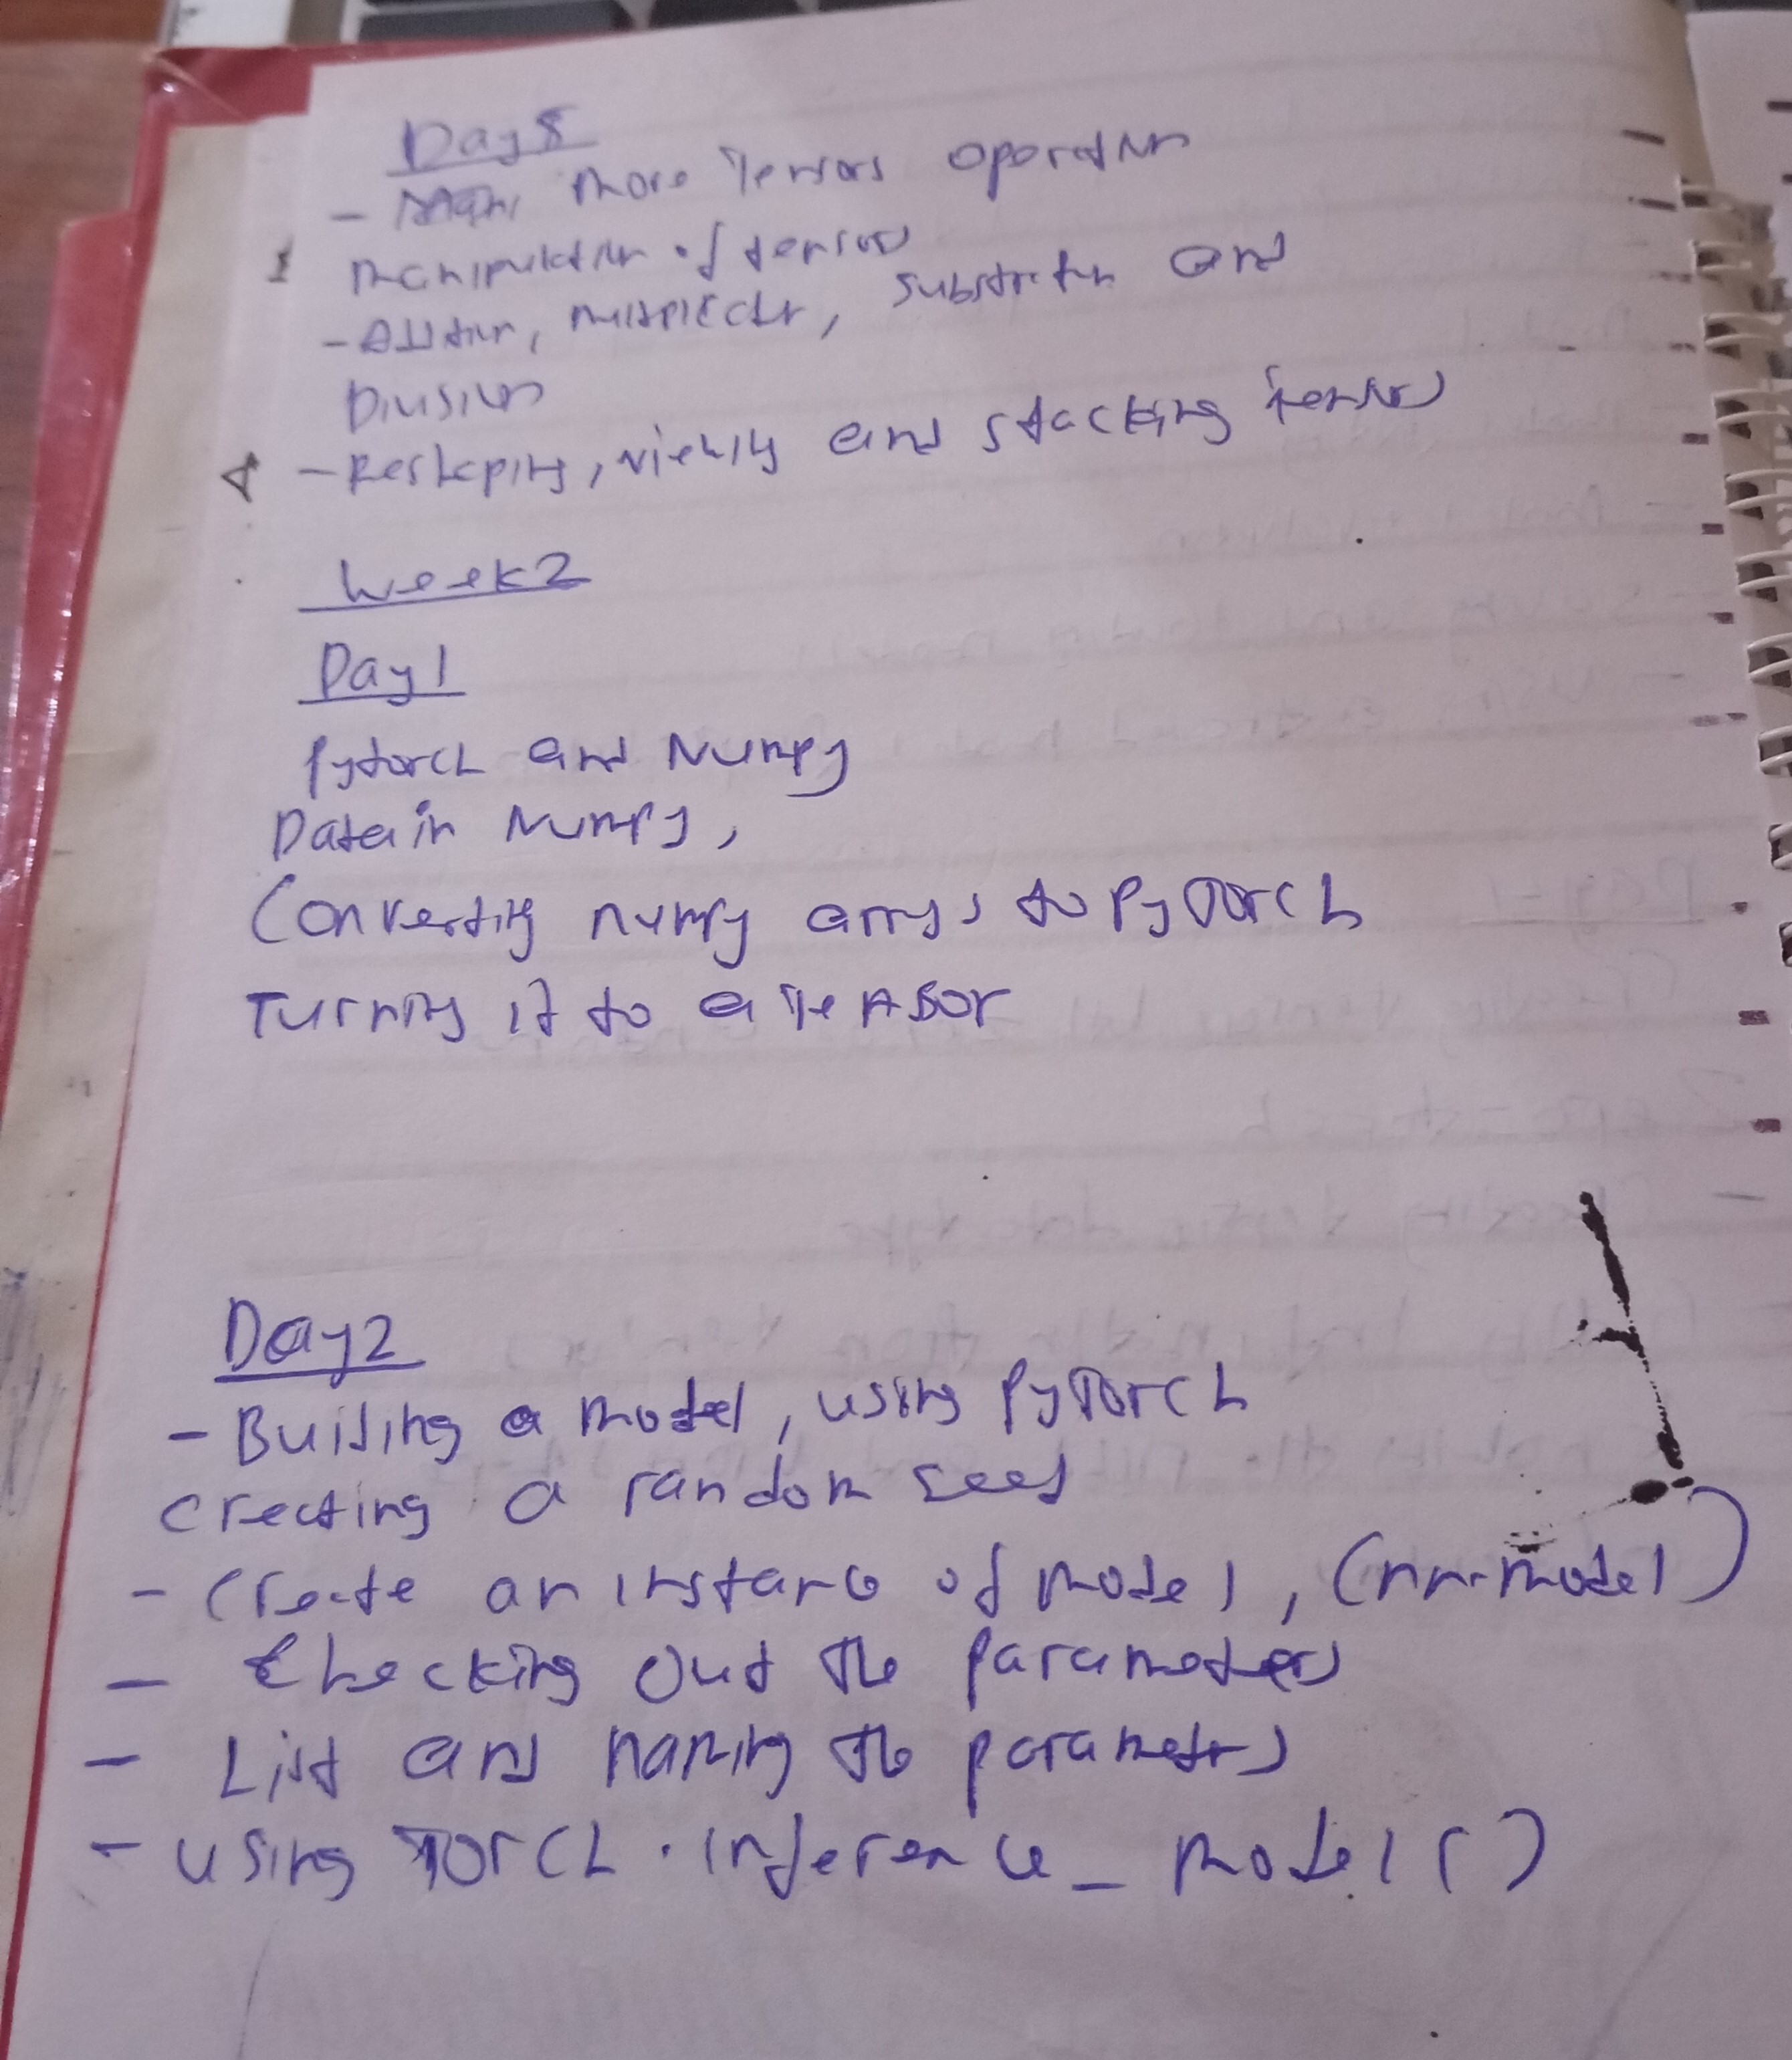 Day 5
- more Tensors operation
manipulation of tensors
- Addition, multiplication, substraction and
Division
- Reshaping, viewing and stacking tensors
Week 2
Day 1
Pytorch and Numpy
Data in Numpy,
Converting numpy arrays to PyTorch
Turning it to a Tensor
Day 2
- Building a model, using PyTorch
creating a random seed
- Create an instance of model, (nn.model)
- Checking out the parameters
- List and naming the parameters
- using Torch.inference_model()